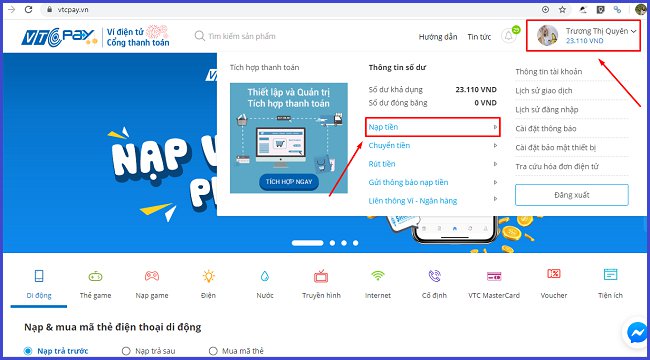 vtcpay.vn
VTC pay
Ví điện tử
Cổng thanh toán
Tìm kiếm sản phẩm
Hướng dẫn
Tin tức
Trương Thị Quyên
23.110 VND
Tích hợp thanh toán
Thiết lập và Quản trị
Tích hợp thanh toán
TÍCH HỢP NGAY
Thông tin số dư
Số dư khả dụng 23.110 VND
Số dư đóng băng 0 VND
Nạp tiền
Chuyển tiền
Rút tiền
Gửi thông báo nạp tiền
Liên thông Ví - Ngân hàng
Thông tin tài khoản
Lịch sử giao dịch
Lịch sử đăng nhập
Cài đặt thông báo
Cài đặt bảo mật thiết bị
Tra cứu hóa đơn điện tử
Đăng xuất
NẠP V
P
Di động
Thẻ game
Nạp game
Điện
Nước
Truyền hình
Internet
Cố định
VTC MasterCard
Voucher
Tiện ích
Nạp & mua mã thẻ điện thoại di động
Nạp trả trước
Nạp trả sau
Mua mã thẻ